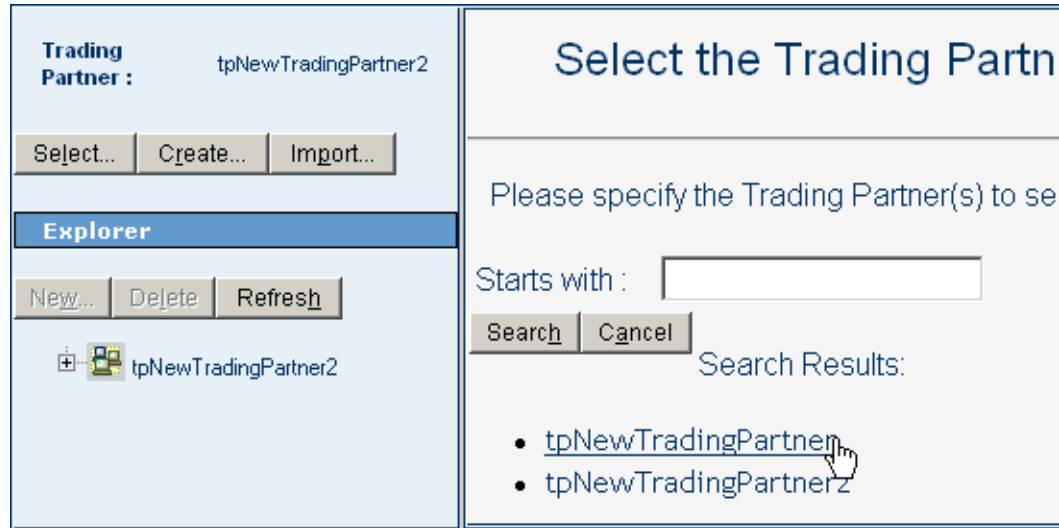 Trading
Partner :
tpNewTradingPartner2
Select... Create... Import...
Explorer
New... Delete Refresh
tpNewTradingPartner2
Select the Trading Partn
Please specify the Trading Partner(s) to se
Starts with :
Search Cancel
Search Results:
• tpNewTradingPartner
• tpNewTradingPartner2